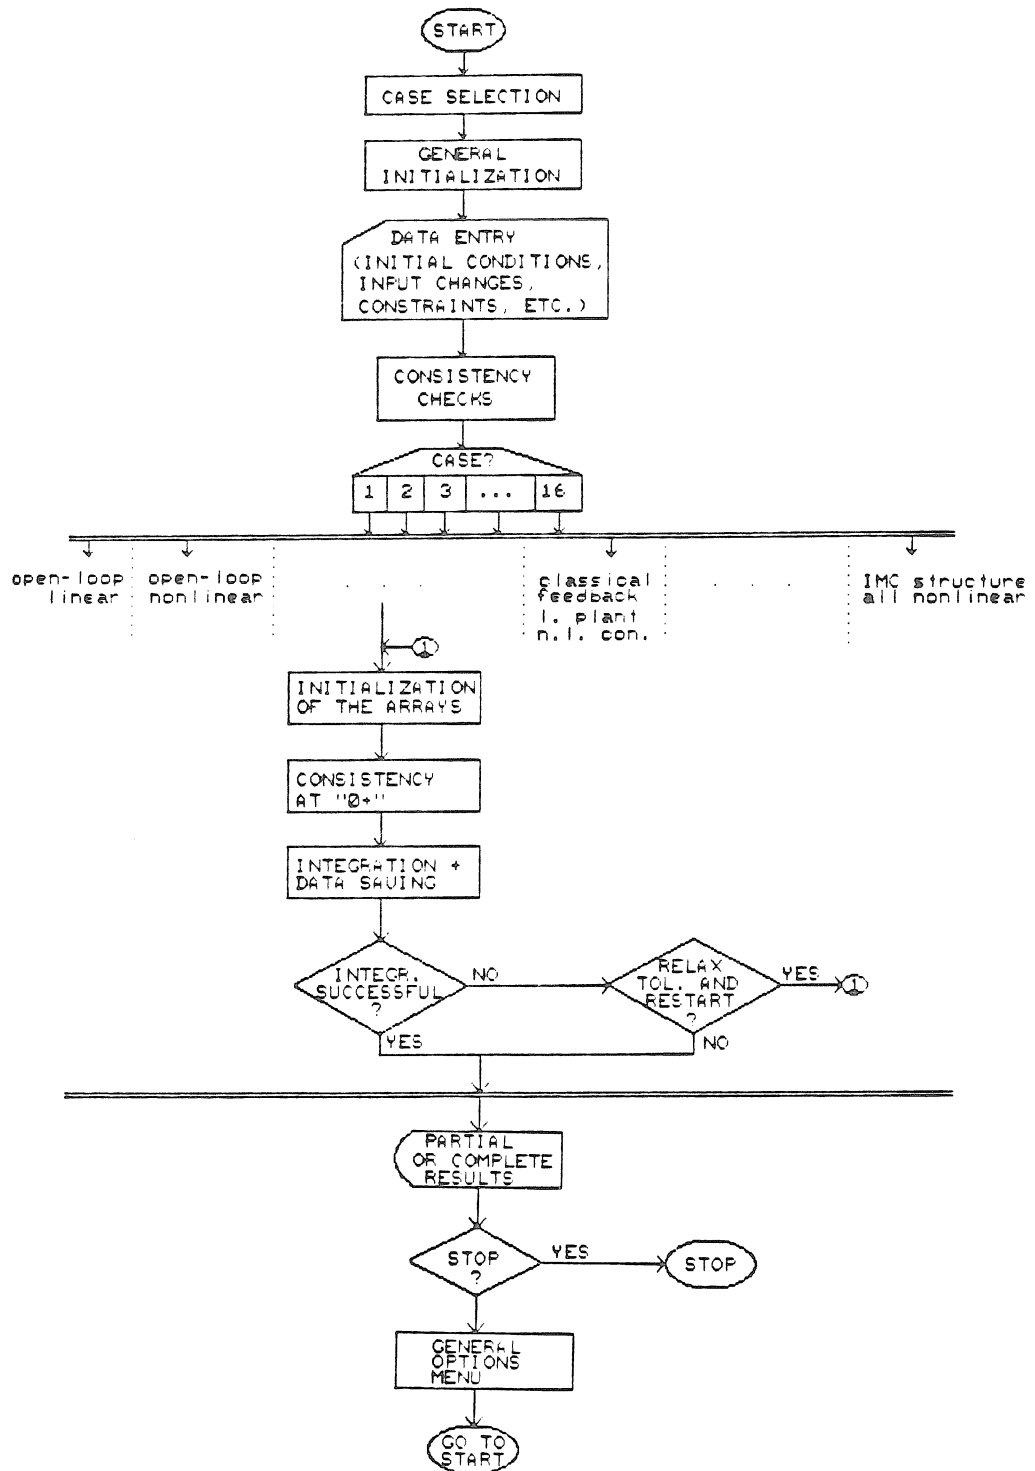 START
CASE SELECTION
GENERAL
INITIALIZATION
DATA ENTRY
(INITIAL CONDITIONS,
INPUT CHANGES,
CONSTRAINTS, ETC.)
CONSISTENCY
CHECKS
CASE?
1 2 3 ... 16
open-loop
linear
open-loop
nonlinear
. . .
classical
feedback
l. plant
n.l. con.
. . .
IMC structure
all nonlinear
1
INITIALIZATION
OF THE ARRAYS
CONSISTENCY
AT "0+"
INTEGRATION +
DATA SAVING
INTEGR.
SUCCESSFUL
?
NO
YES
RELAX
TOL. AND
RESTART
?
YES
1
NO
PARTIAL
OR COMPLETE
RESULTS
STOP
?
YES
STOP
GENERAL
OPTIONS
MENU
GO TO
START